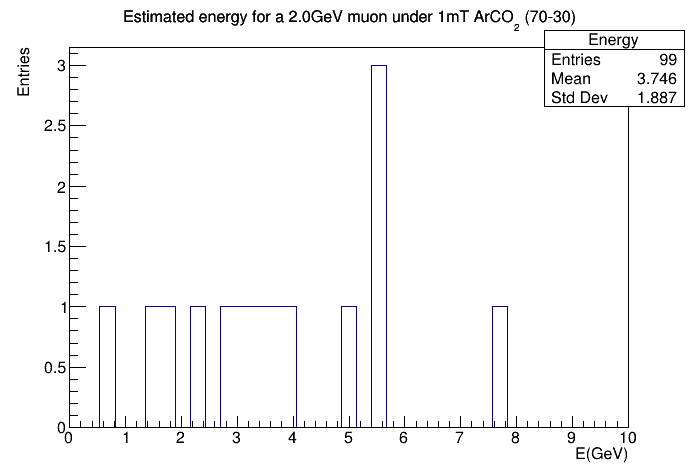 Estimated energy for a 2.0GeV muon under 1mT ArCO2 (70-30)
Energy
Entries 99
Mean 3.746
Std Dev 1.887
Entries
3
2.5
2
1.5
1
0.5
0
0 1 2 3 4 5 6 7 8 9 10
E(GeV)